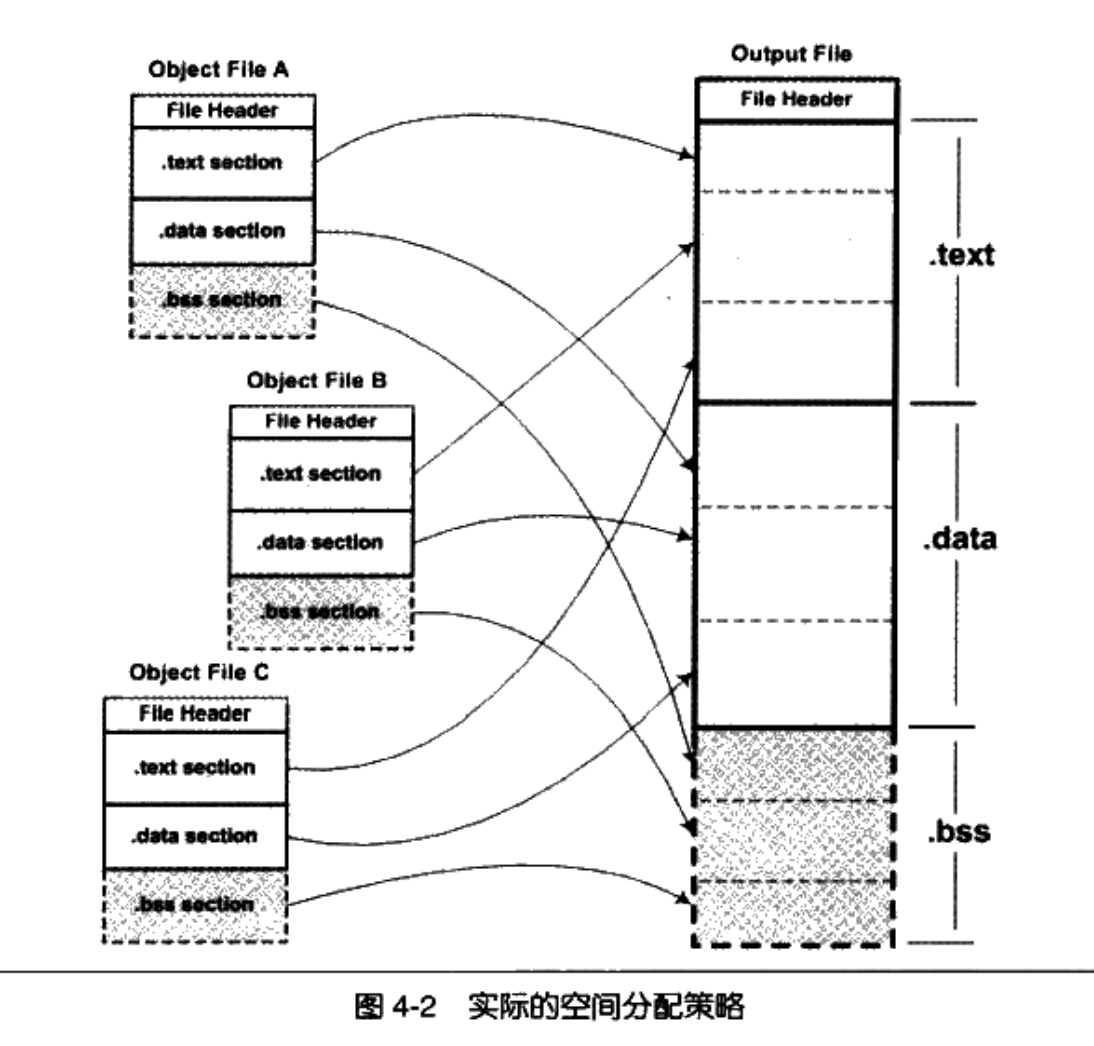 Object File A
File Header
.text section
.data section
.bss section
Object File B
File Header
.text section
.data section
.bss section
Object File C
File Header
.text section
.data section
.bss section
Output File
File Header
.text
.data
.bss
图 4-2 实际的空间分配策略